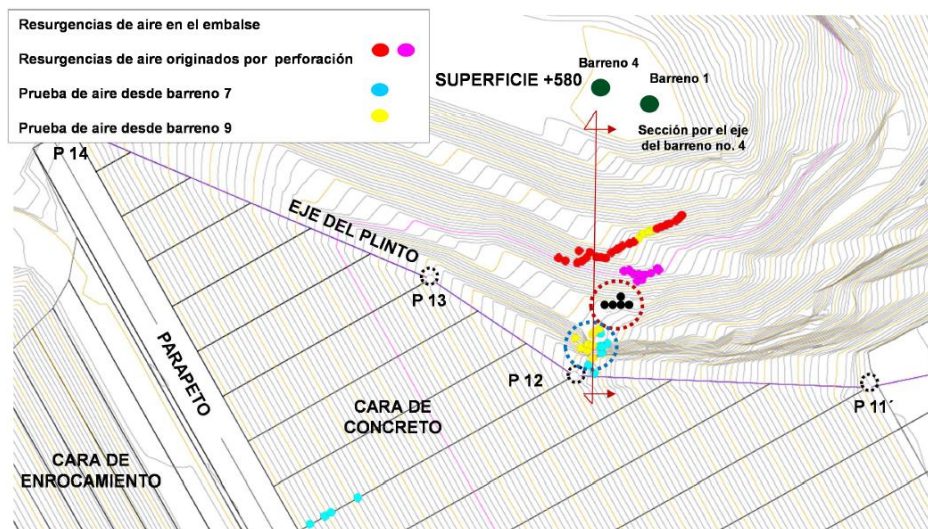 Resurgencias de aire en el embalse
Resurgencias de aire originados por perforación
Prueba de aire desde barreno 7
Prueba de aire desde barreno 9
SUPERFICIE +580
Barreno 4
Barreno 1
Sección por el eje
del barreno no. 4
P 14
EJE DEL PLINTO
P 13
PARAPETO
P 12
P 11´
CARA DE
CONCRETO
CARA DE
ENROCAMIENTO